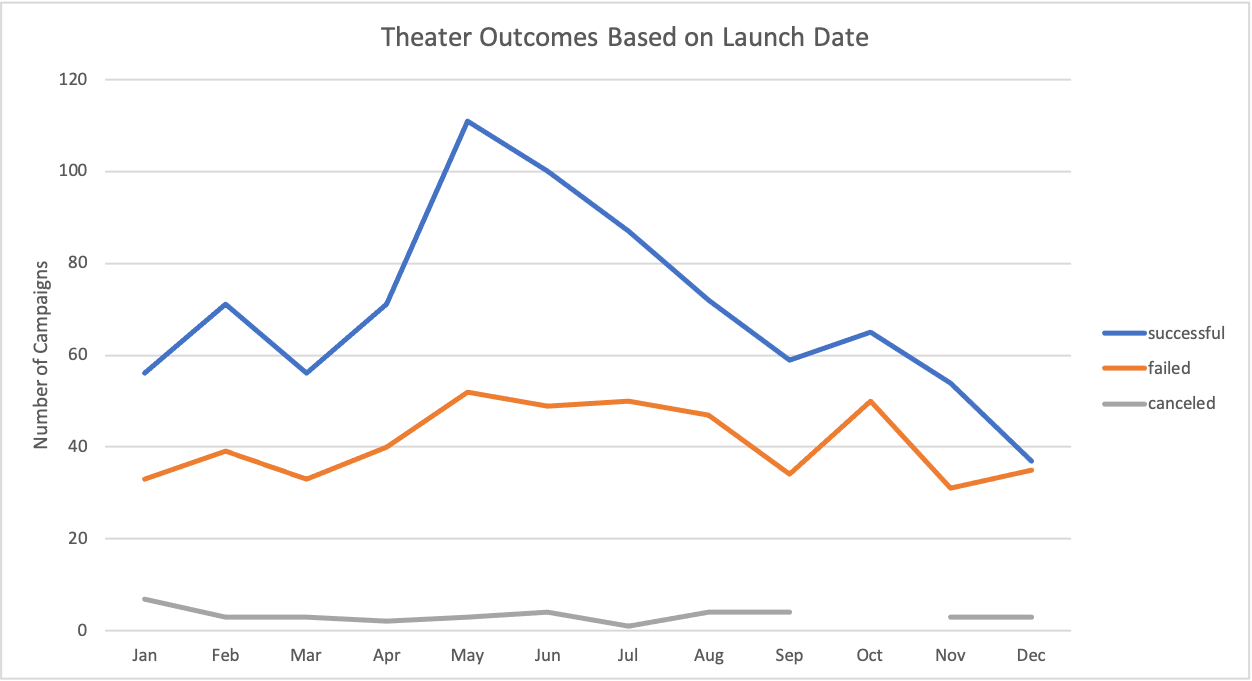 Theater Outcomes Based on Launch Date
Number of Campaigns
120
100
80
60
40
20
0
Jan Feb Mar Apr May Jun Jul Aug Sep Oct Nov Dec
successful
failed
canceled